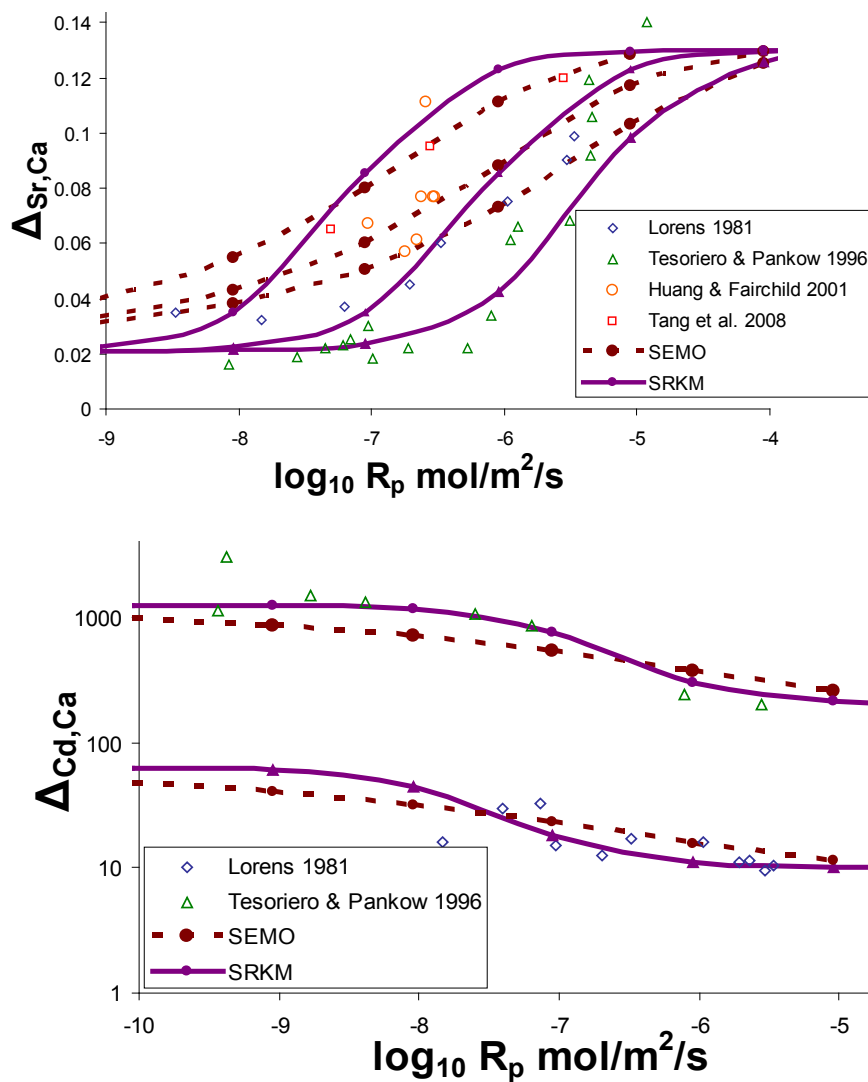 0.14
0.12
0.1
0.08
0.06
0.04
0.02
0
Δ_Sr,Ca
-9 -8 -7 -6 -5 -4
log₁₀ Rₚ mol/m²/s
Lorens 1981
Tesoriero & Pankow 1996
Huang & Fairchild 2001
Tang et al. 2008
SEMO
SRKM
1000
100
10
1
Δ_Cd,Ca
-10 -9 -8 -7 -6 -5
log₁₀ Rₚ mol/m²/s
Lorens 1981
Tesoriero & Pankow 1996
SEMO
SRKM